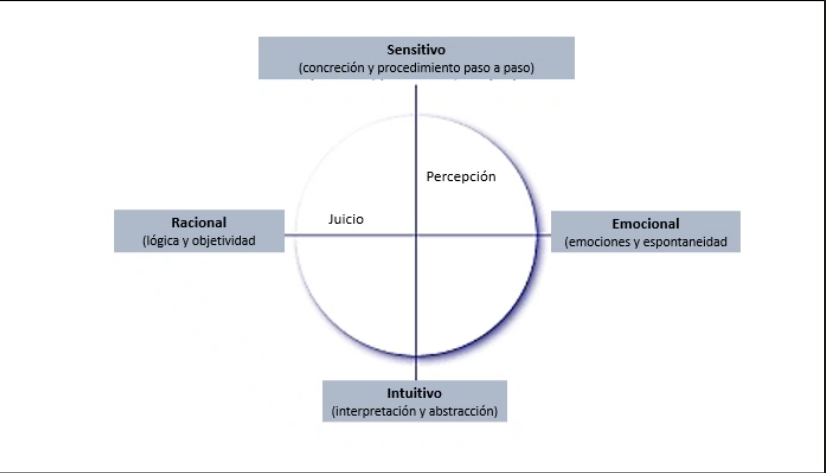 Sensitivo
(concreción y procedimiento paso a paso)
Percepción
Juicio
Racional
(lógica y objetividad
Emocional
(emociones y espontaneidad
Intuitivo
(interpretación y abstracción)